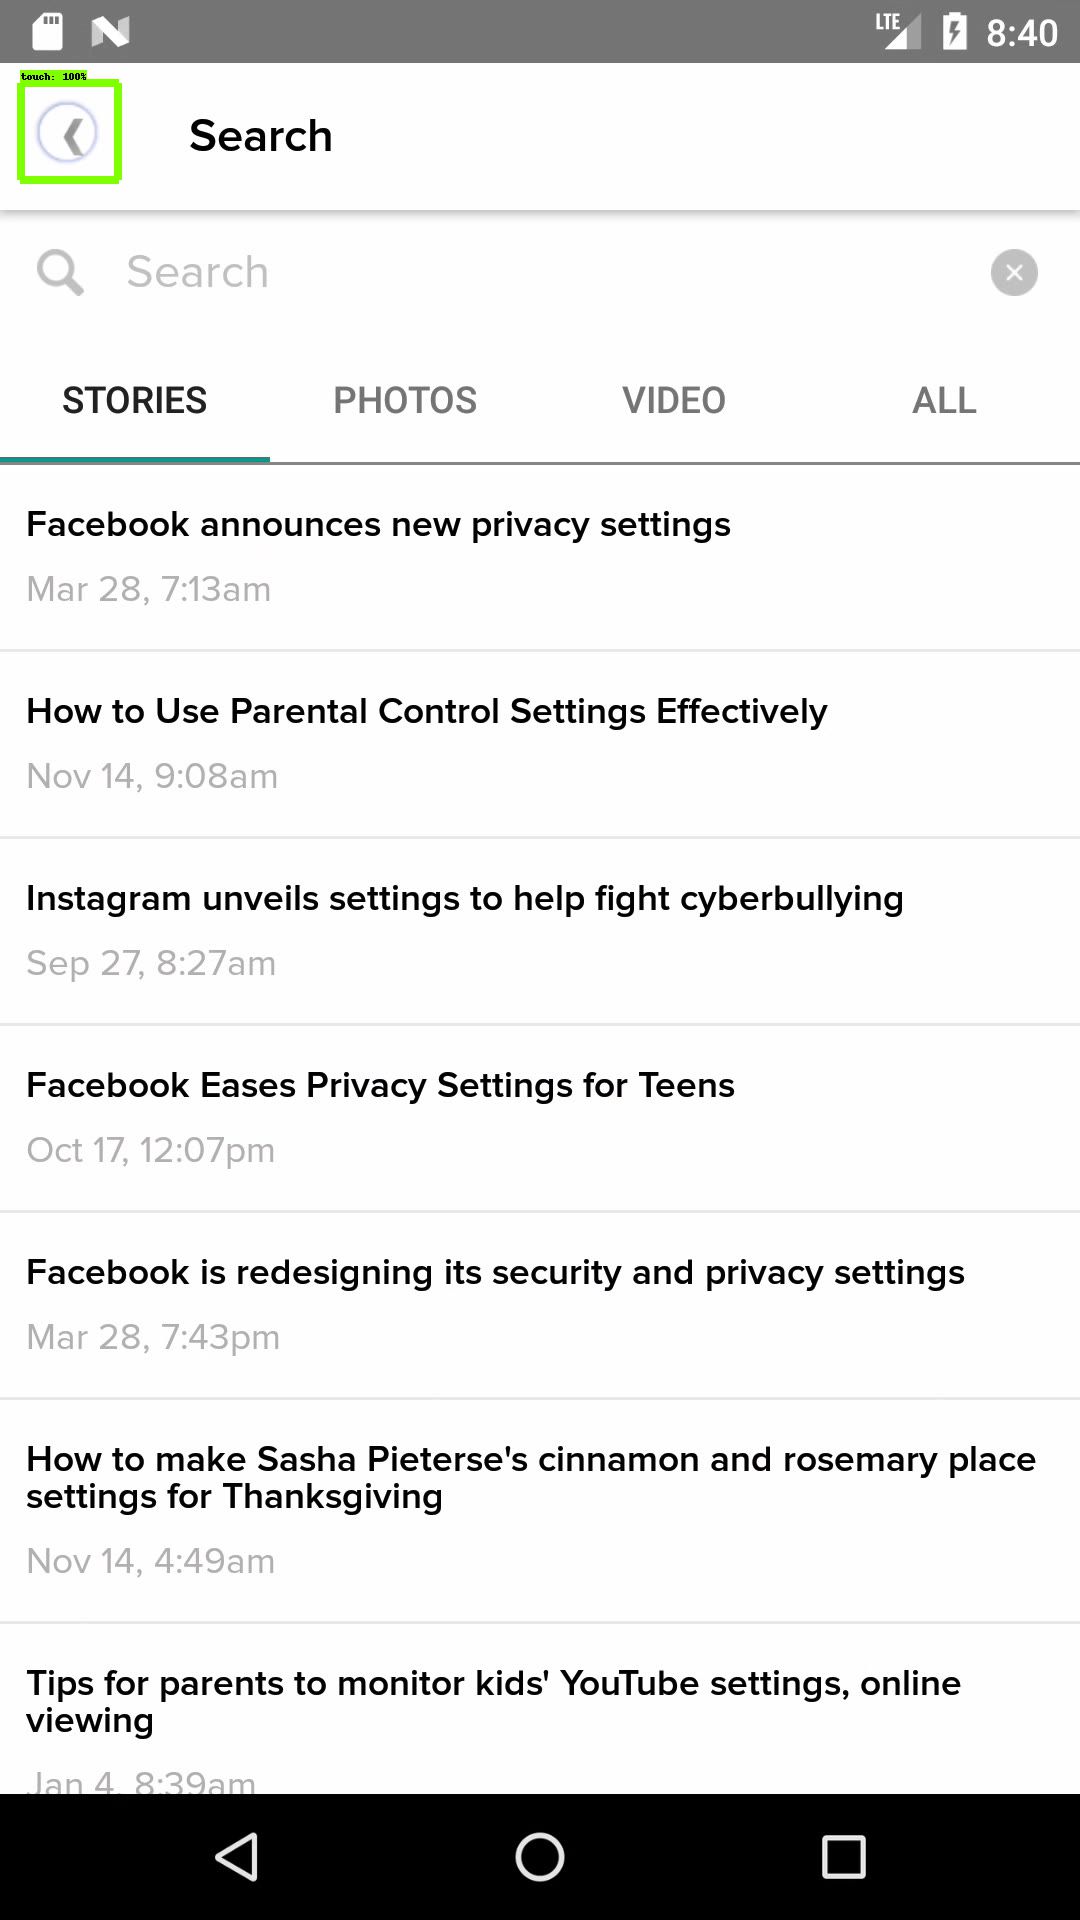 LTE 8:40
touch: 100%
Search
Search
STORIES PHOTOS VIDEO ALL
Facebook announces new privacy settings
Mar 28, 7:13am
How to Use Parental Control Settings Effectively
Nov 14, 9:08am
Instagram unveils settings to help fight cyberbullying
Sep 27, 8:27am
Facebook Eases Privacy Settings for Teens
Oct 17, 12:07pm
Facebook is redesigning its security and privacy settings
Mar 28, 7:43pm
How to make Sasha Pieterse's cinnamon and rosemary place
settings for Thanksgiving
Nov 14, 4:49am
Tips for parents to monitor kids' YouTube settings, online
viewing
Jan 4, 8:39am